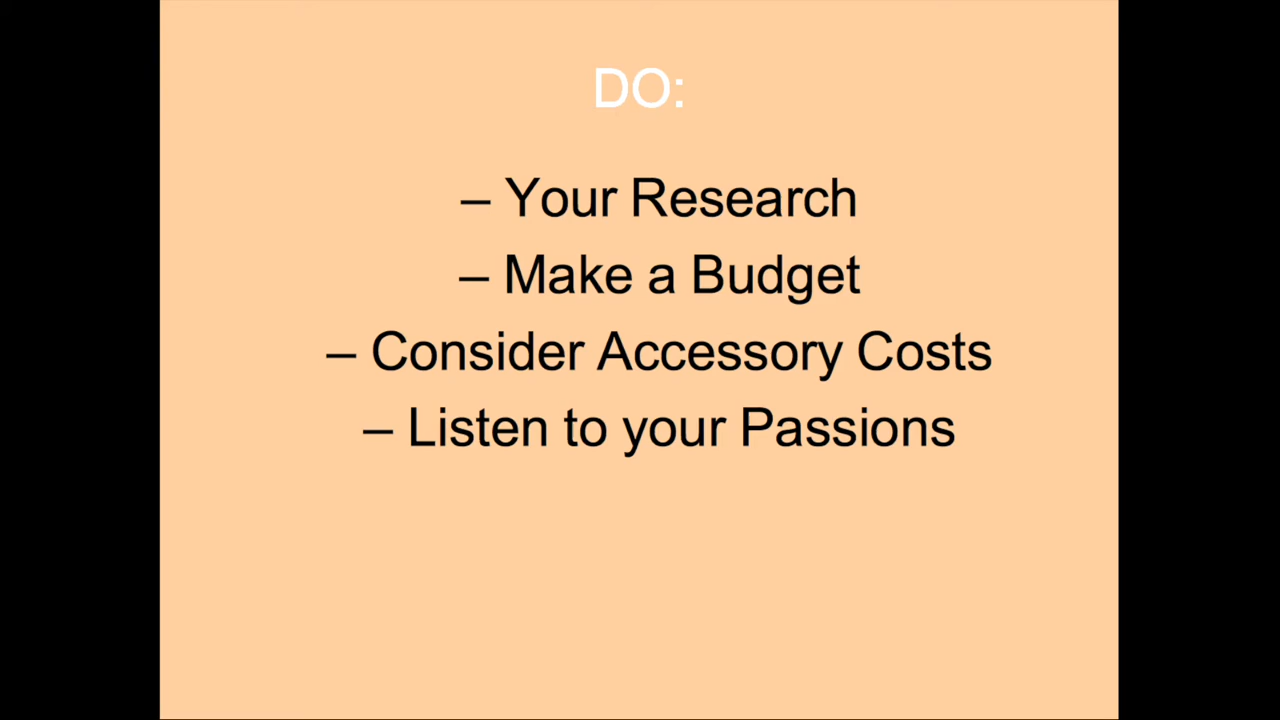 DO:
– Your Research
– Make a Budget
– Consider Accessory Costs
– Listen to your Passions